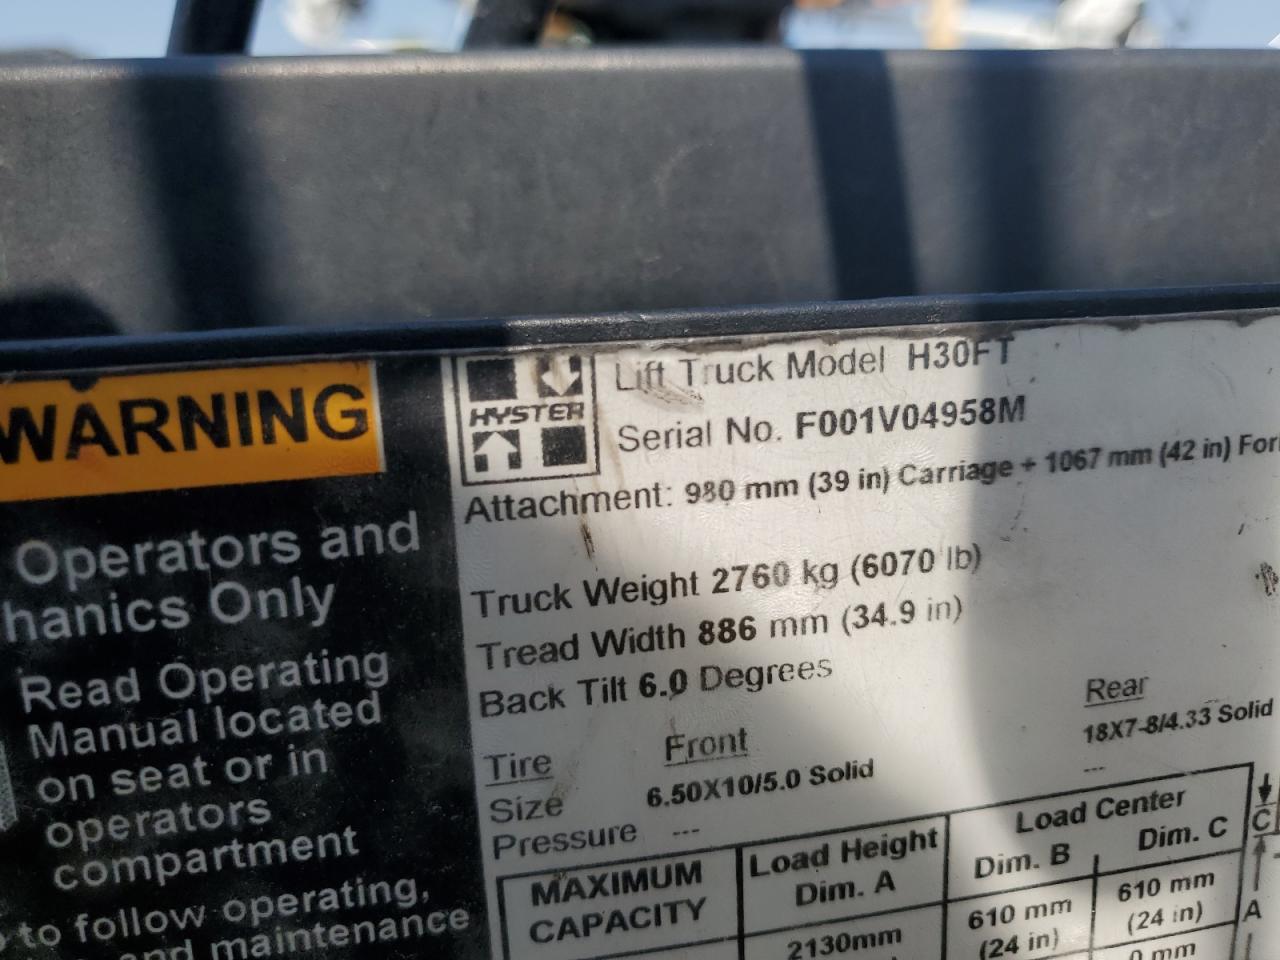 WARNING
Operators and
hanics Only
Read Operating
Manual located
on seat or in
operators
compartment
to follow operating,
and maintenance
HYSTER
Lift Truck Model H30FT
Serial No. F001V04958M
Attachment: 980 mm (39 in) Carriage + 1067 mm (42 in) For
Truck Weight 2760 kg (6070 lb)
Tread Width 886 mm (34.9 in)
Back Tilt 6.0 Degrees
Tire Front Rear
Size 6.50X10/5.0 Solid 18X7-8/4.33 Solid
Pressure --- ---
MAXIMUM CAPACITY
Load Height Dim. A
Load Center
Dim. B Dim. C
2130mm
610 mm (24 in)
610 mm (24 in)
0 mm
C
A